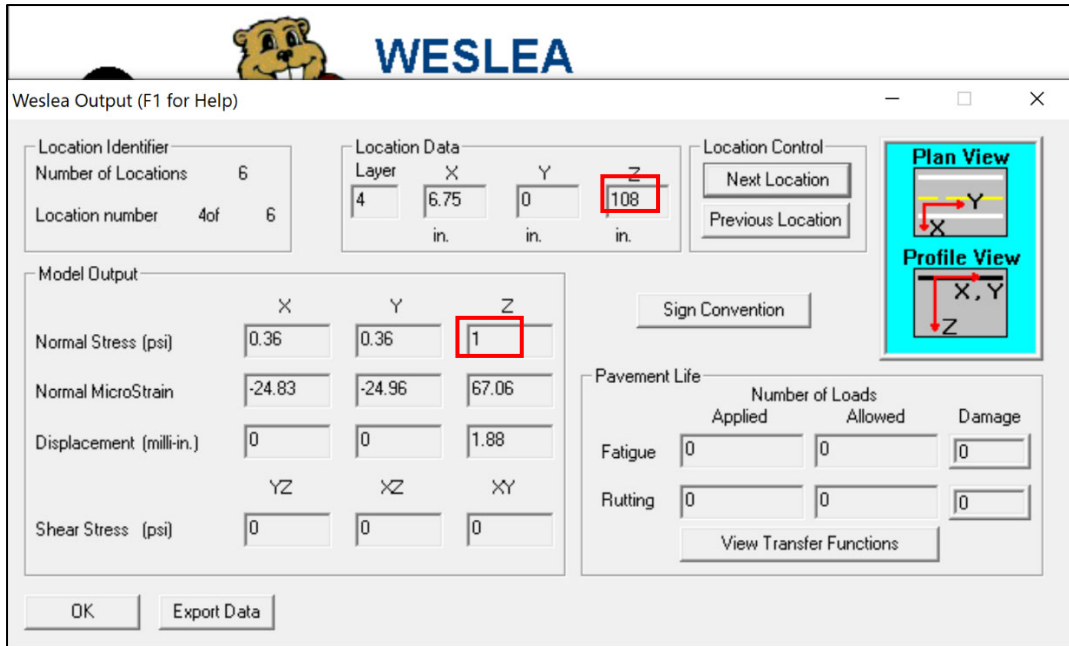 WESLEA
Weslea Output (F1 for Help)
Location Identifier
Number of Locations 6
Location number 4of 6
Location Data
Layer X Y Z
4 6.75 0 108
in. in. in.
Location Control
Next Location
Previous Location
Plan View
Y
X
Profile View
X, Y
Z
Model Output
X Y Z
Normal Stress (psi) 0.36 0.36 1
Normal MicroStrain -24.83 -24.96 67.06
Displacement (milli-in.) 0 0 1.88
YZ XZ XY
Shear Stress (psi) 0 0 0
Sign Convention
Pavement Life
Number of Loads
Applied Allowed Damage
Fatigue 0 0 0
Rutting 0 0 0
View Transfer Functions
OK Export Data